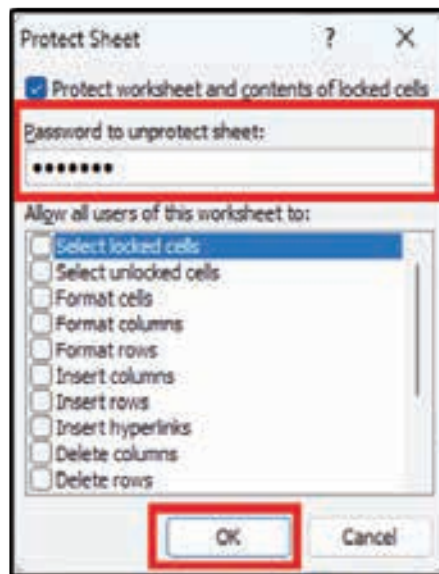 Protect Sheet ? X
Protect worksheet and contents of locked cells
Password to unprotect sheet:
•••••••
Allow all users of this worksheet to:
Select locked cells
Select unlocked cells
Format cells
Format columns
Format rows
Insert columns
Insert rows
Insert hyperlinks
Delete columns
Delete rows
OK Cancel